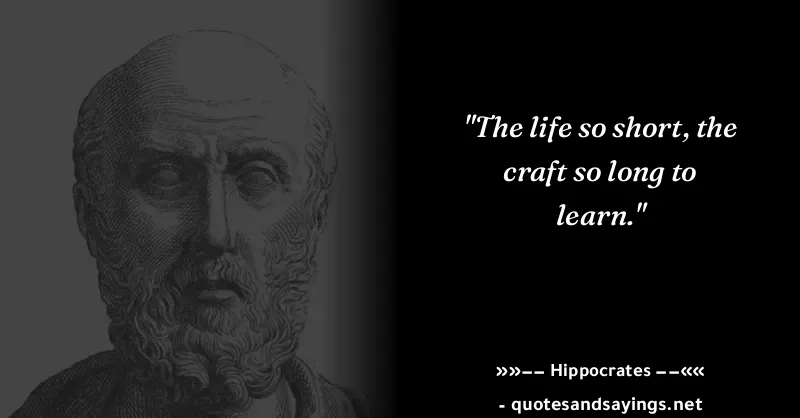 "The life so short, the
craft so long to
learn."
»»−− Hippocrates −−««
- quotesandsayings.net